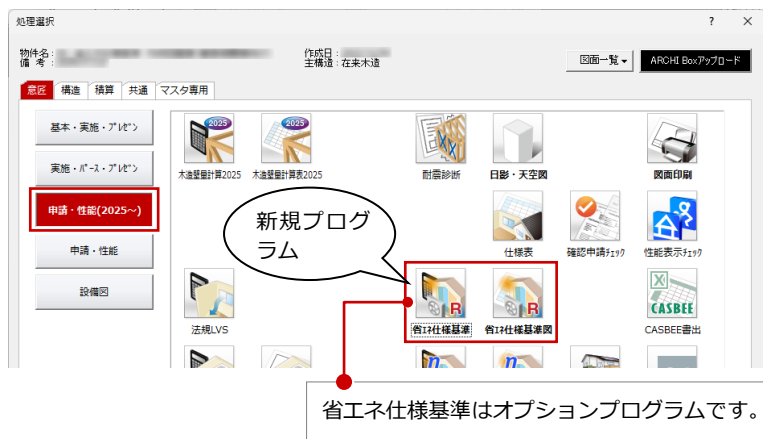 処理選択
? ×
物件名:
備 考 :
作成日:
主構造:在来木造
図面一覧▼
ARCHI Boxアップロード
意匠 構造 積算 共通 マスタ専用
基本・実施・プレゼン
実施・パース・プレゼン
申請・性能(2025~)
申請・性能
設備図
2025
2025
木造壁量計算2025
木造壁量計算表2025
耐震診断
日影・天空図
図面印刷
新規プログ
ラム
仕様表
確認申請チェック
性能表示チェック
法規LVS
R
省エネ仕様基準
R
省エネ仕様基準図
CASBEE
CASBEE書出
n
n
省エネ仕様基準はオプションプログラムです。